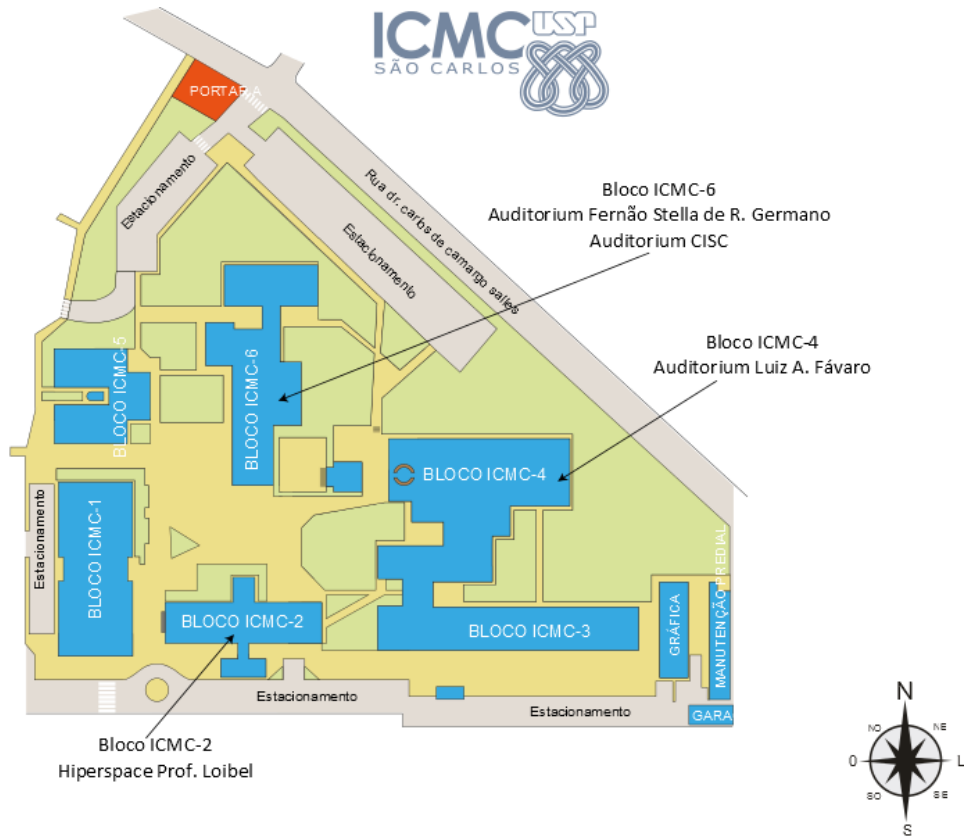 ICMC USP
SÃO CARLOS
PORTARIA
Estacionamento
Rua dr. carlos de camargo salles
Estacionamento
Bloco ICMC-6
Auditorium Fernão Stella de R. Germano
Auditorium CISC
Bloco ICMC-4
Auditorium Luiz A. Fávaro
BLOCO ICMC-5
BLOCO ICMC-6
BLOCO ICMC-4
Estacionamento
BLOCO ICMC-1
BLOCO ICMC-2
BLOCO ICMC-3
GRÁFICA
MANUTENÇÃO PREDIAL
Estacionamento
Estacionamento
GARA
Bloco ICMC-2
Hiperspace Prof. Loibel
N
NO
NE
O
L
SO
SE
S